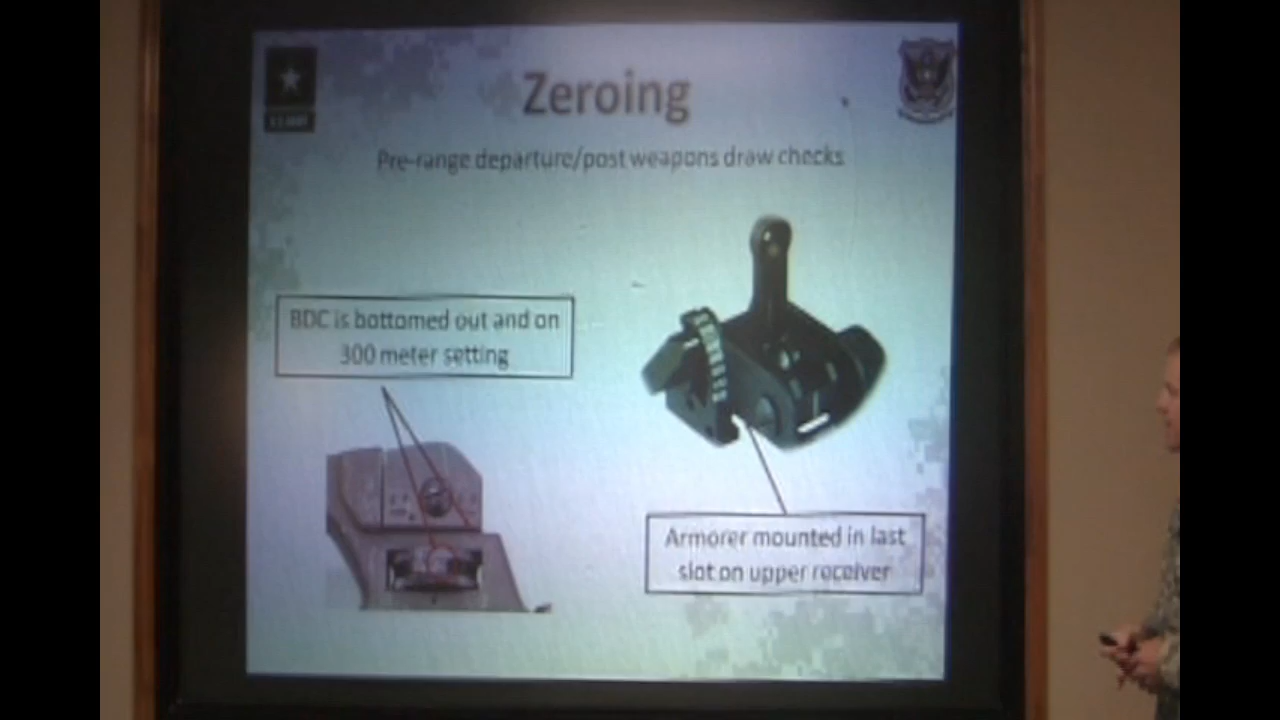 Zeroing
Pre-range departure/post weapons draw checks
BDC is bottomed out and on
300 meter setting
Armorer mounted in last
slot on upper receiver